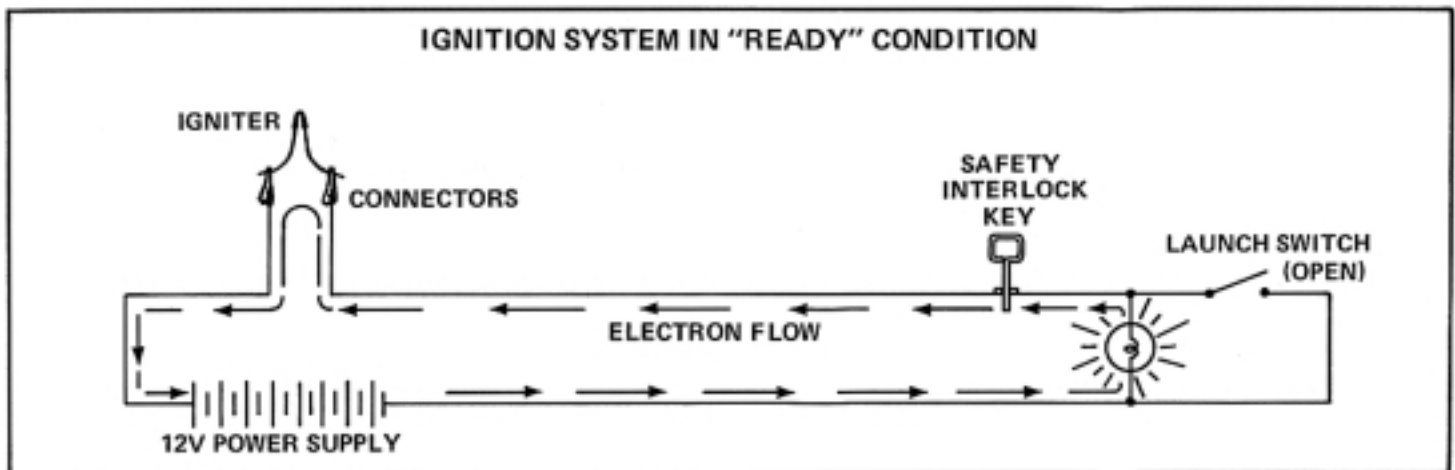 IGNITION SYSTEM IN "READY" CONDITION
IGNITER
CONNECTORS
SAFETY
INTERLOCK
KEY
LAUNCH SWITCH
(OPEN)
ELECTRON FLOW
12V POWER SUPPLY